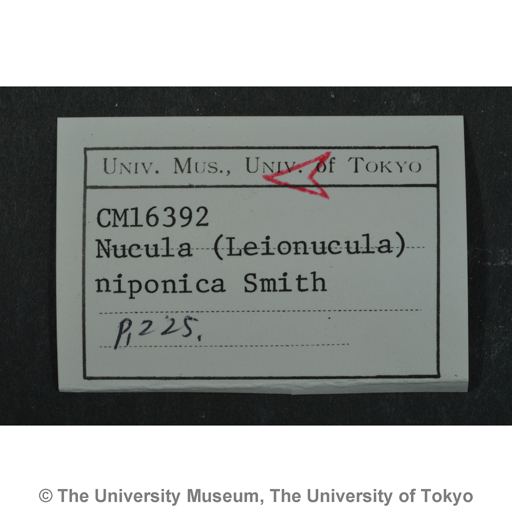 UNIV. MUS., UNIV. of TOKYO
CM16392
Nucula (Leionucula)
niponica Smith
P, 225.
© The University Museum, The University of Tokyo